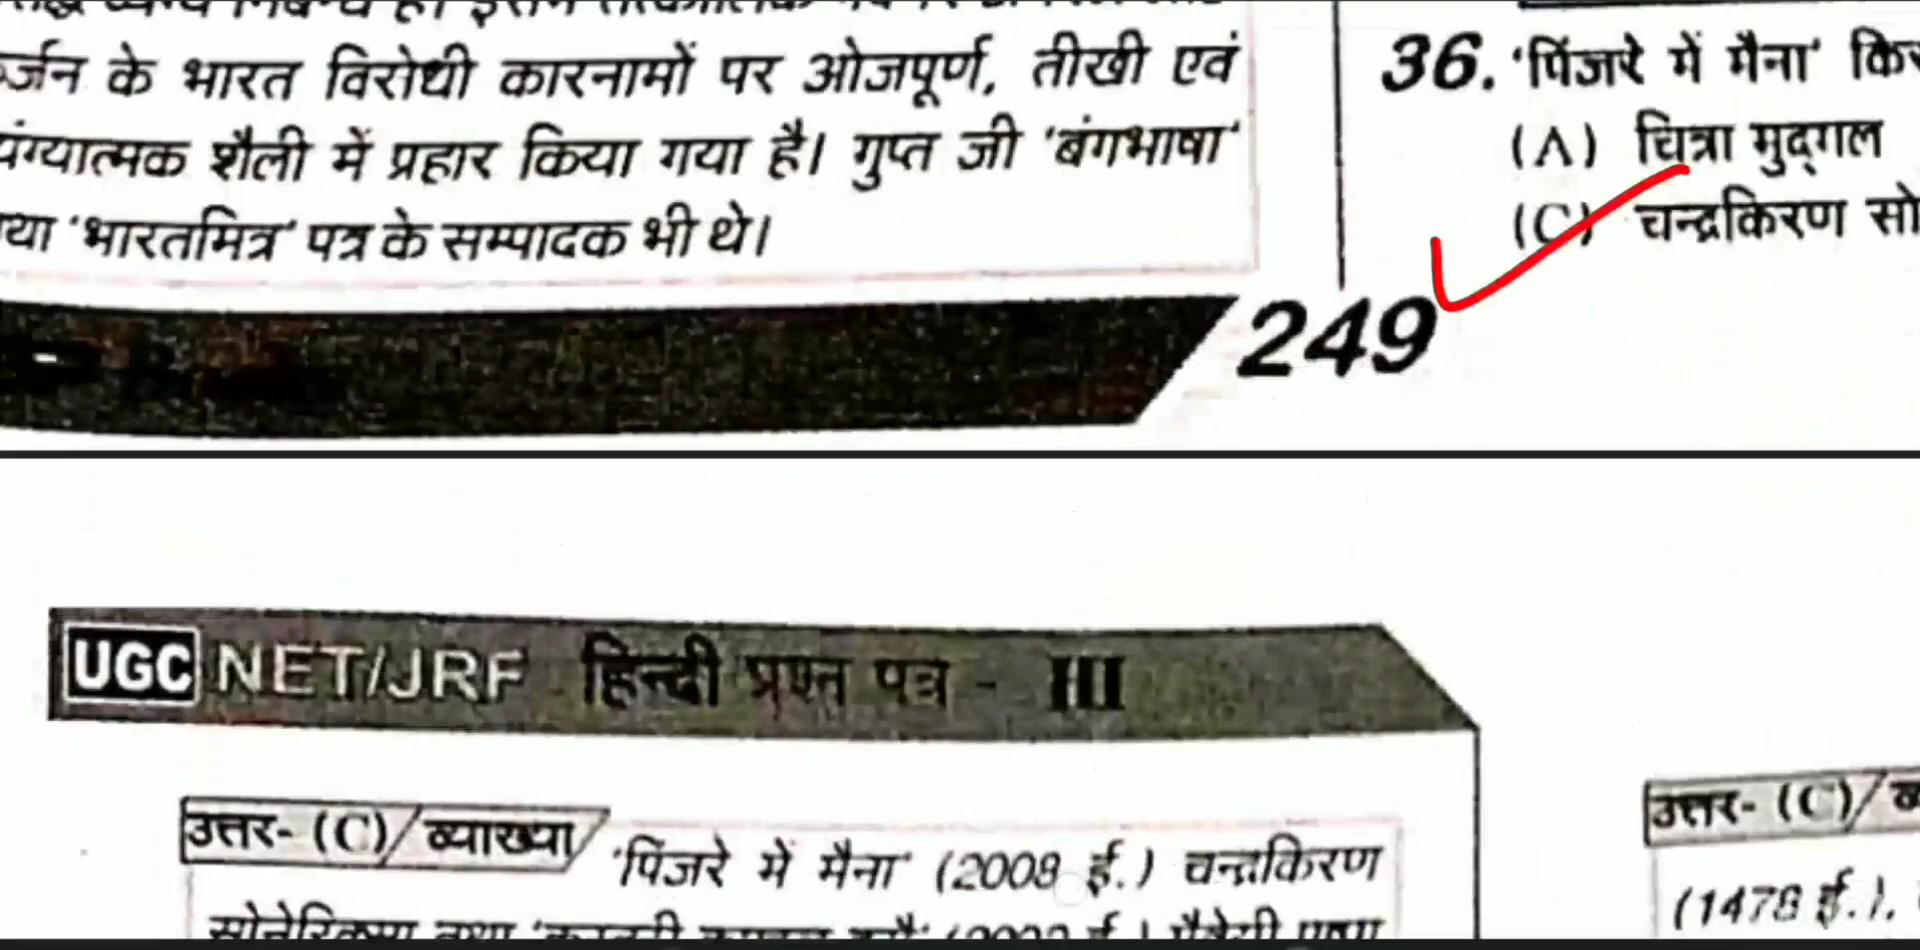 र्जन के भारत विरोधी कारनामों पर ओजपूर्ण, तीखी एवं
यंग्यात्मक शैली में प्रहार किया गया है। गुप्त जी 'बंगभाषा'
था 'भारतमित्र' पत्र के सम्पादक भी थे।
249
36. 'पिंजरे में मैना'
(A) चित्रा मुद्गल
(C) चन्द्रकिरण
UGC NET/JRF हिन्दी प्रश्न पत्र - III
उत्तर- (C)/व्याख्या 'पिंजरे में मैना' (2008 ई.) चन्द्रकिरण
उत्तर- (C)/
(1478 ई.),